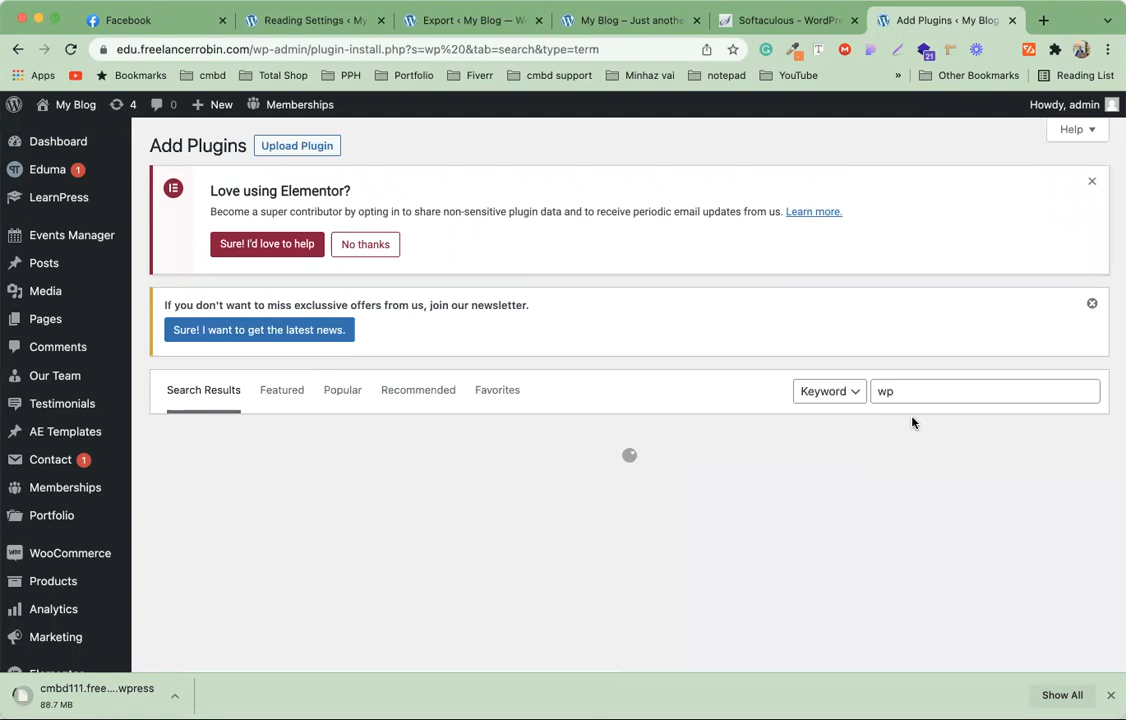 Facebook
Reading Settings ‹ My
Export ‹ My Blog — W
My Blog – Just anothe
Softaculous - WordPre
Add Plugins ‹ My Blog
edu.freelancerrobin.com/wp-admin/plugin-install.php?s=wp%20&tab=search&type=term
21
Apps
Bookmarks
cmbd
Total Shop
PPH
Portfolio
Fiverr
cmbd support
Minhaz vai
notepad
YouTube
»
Other Bookmarks
Reading List
My Blog
4
0
New
Memberships
Howdy, admin
Dashboard
Eduma 1
LearnPress
Events Manager
Posts
Media
Pages
Comments
Our Team
Testimonials
AE Templates
Contact 1
Memberships
Portfolio
WooCommerce
Products
Analytics
Marketing
Add Plugins
Upload Plugin
Help
Love using Elementor?
Become a super contributor by opting in to share non-sensitive plugin data and to receive periodic email updates from us. Learn more.
Sure! I'd love to help
No thanks
If you don't want to miss exclussive offers from us, join our newsletter.
Sure! I want to get the latest news.
Search Results
Featured
Popular
Recommended
Favorites
Keyword
wp
cmbd111.free....wpress
88.7 MB
Show All